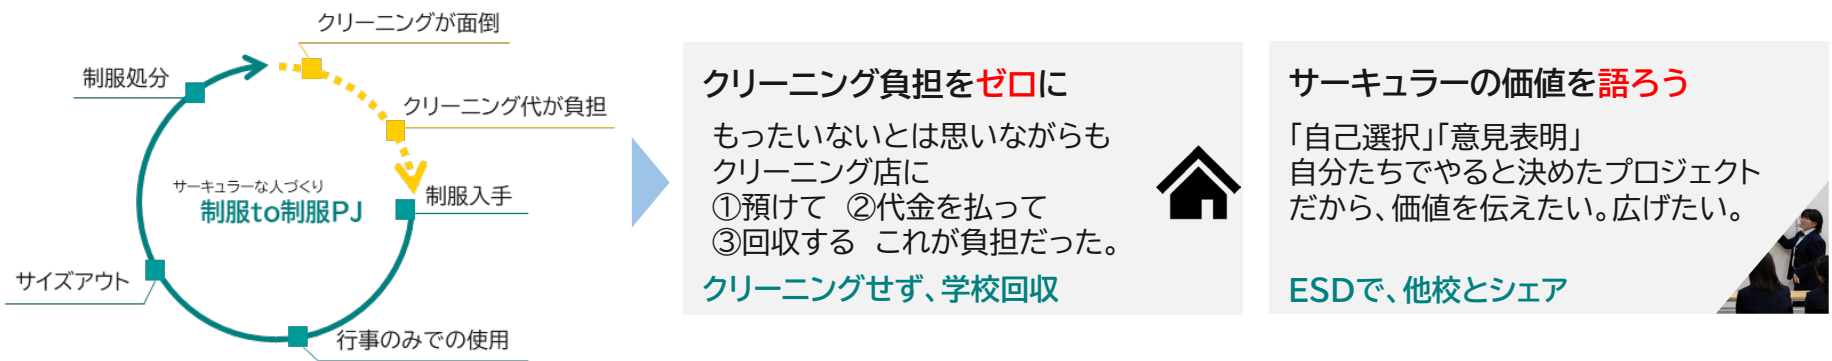 クリーニングが面倒
制服処分
クリーニング代が負担
サーキュラーな人づくり
制服to制服PJ
制服入手
サイズアウト
行事のみでの使用
クリーニング負担をゼロに
もったいないとは思いながらも
クリーニング店に
①預けて ②代金を払って
③回収する これが負担だった。
クリーニングせず、学校回収
サーキュラーの価値を語ろう
「自己選択」「意見表明」
自分たちでやると決めたプロジェクト
だから、価値を伝えたい。広げたい。
ESDで、他校とシェア